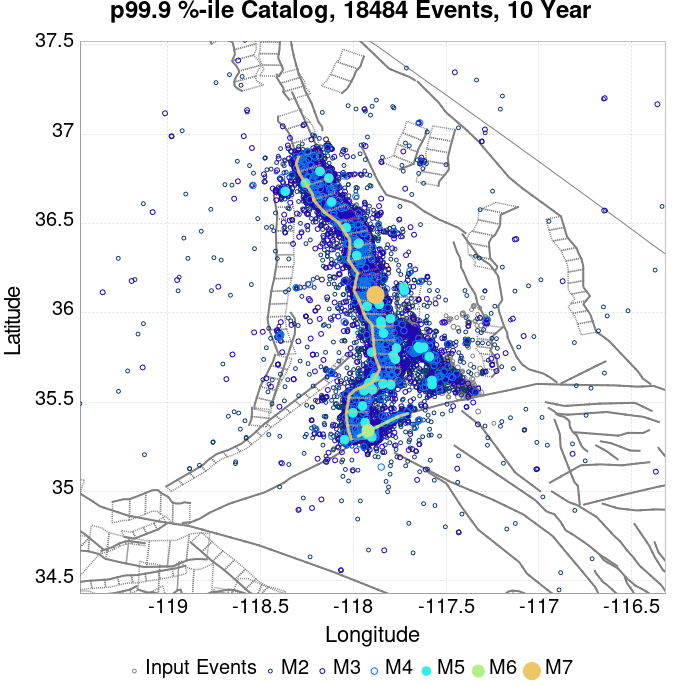 p99.9 %-ile Catalog, 18484 Events, 10 Year
37.5
37
36.5
36
35.5
35
34.5
Latitude
-119 -118.5 -118 -117.5 -117 -116.5
Longitude
Input Events M2 M3 M4 M5 M6 M7